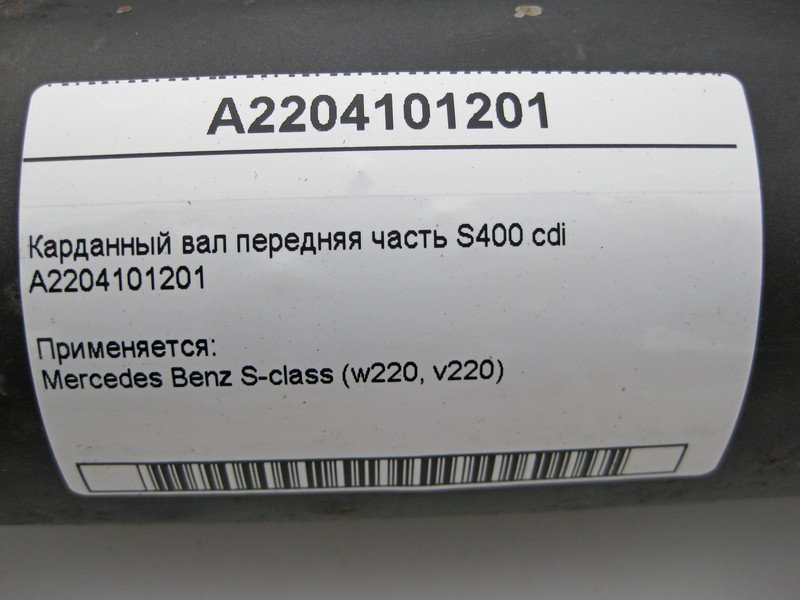 A2204101201
Карданный вал передняя часть S400 cdi
A2204101201
Применяется:
Mercedes Benz S-class (w220, v220)